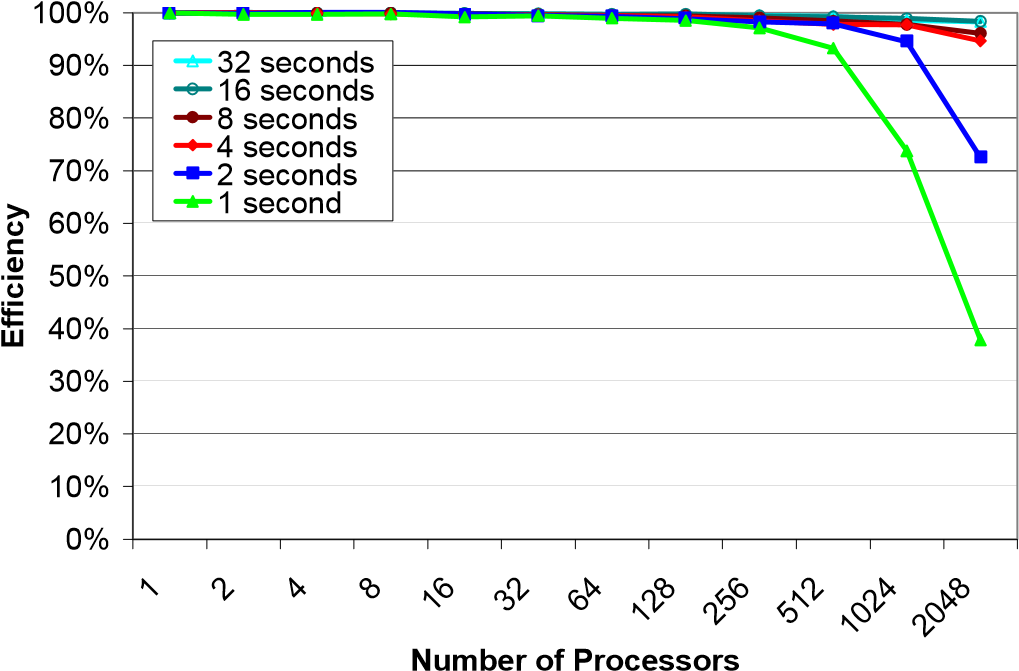 100%
90%
80%
70%
60%
50%
40%
30%
20%
10%
0%
Efficiency
32 seconds
16 seconds
8 seconds
4 seconds
2 seconds
1 second
1 2 4 8 16 32 64 128 256 512 1024 2048
Number of Processors